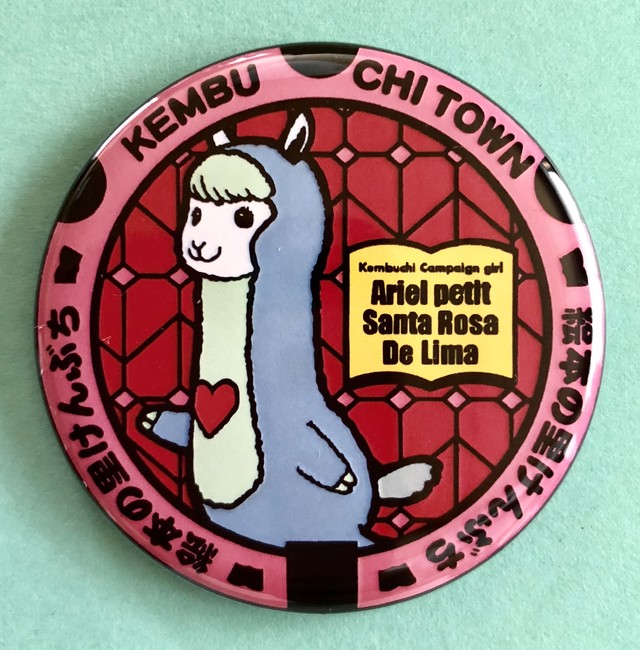 KEMBU
CHI TOWN
Kembuchi Campaign girl
Ariel petit
Santa Rosa
De Lima
絵本の里けんぶち
絵本の里けんぶち